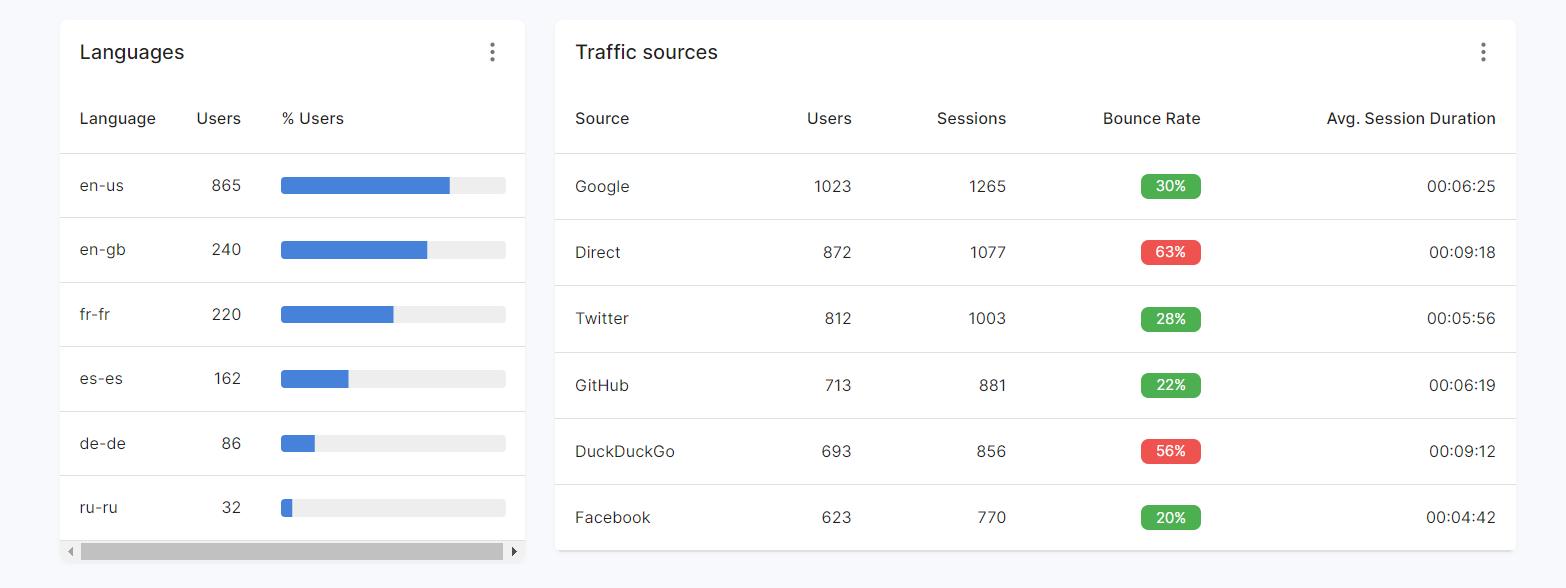 Languages
Language Users % Users
en-us 865
en-gb 240
fr-fr 220
es-es 162
de-de 86
ru-ru 32
Traffic sources
Source Users Sessions Bounce Rate Avg. Session Duration
Google 1023 1265 30% 00:06:25
Direct 872 1077 63% 00:09:18
Twitter 812 1003 28% 00:05:56
GitHub 713 881 22% 00:06:19
DuckDuckGo 693 856 56% 00:09:12
Facebook 623 770 20% 00:04:42